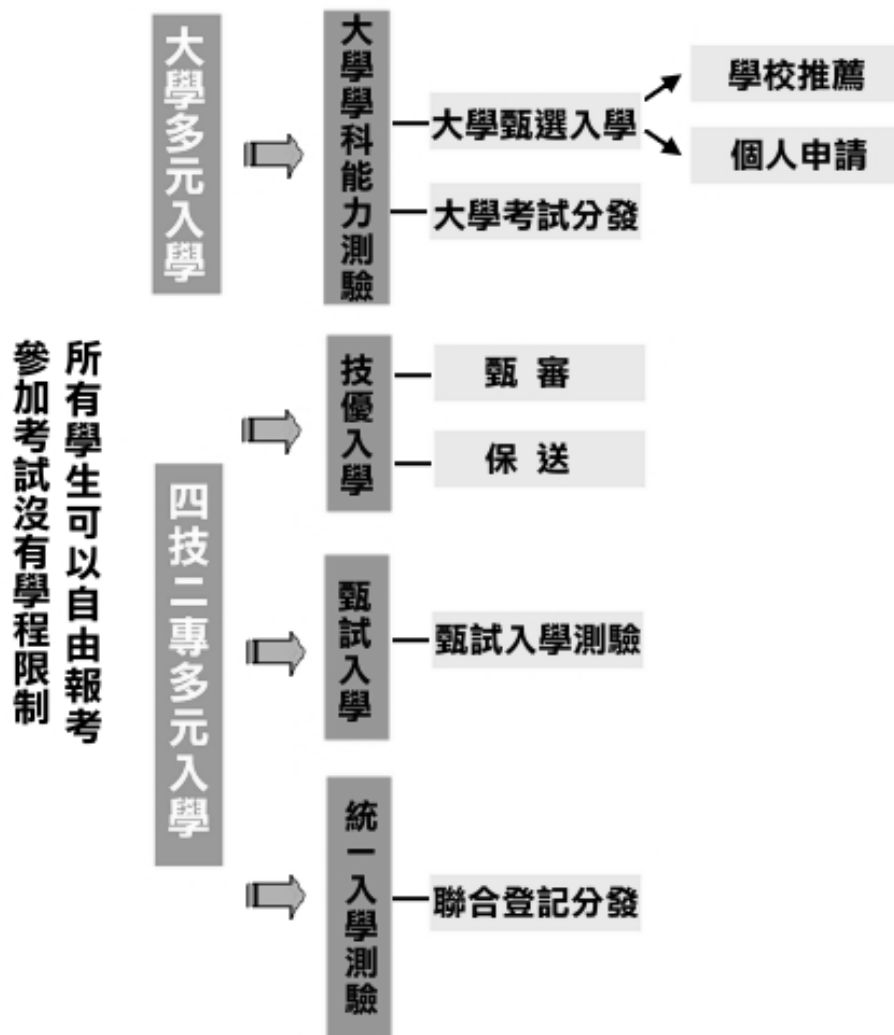 所有學生可以自由報考
參加考試沒有學程限制
大學多元入學
大學學科能力測驗
大學甄選入學
學校推薦
個人申請
大學考試分發
四技二專多元入學
技優入學
甄 審
保 送
甄試入學
甄試入學測驗
統一入學測驗
聯合登記分發